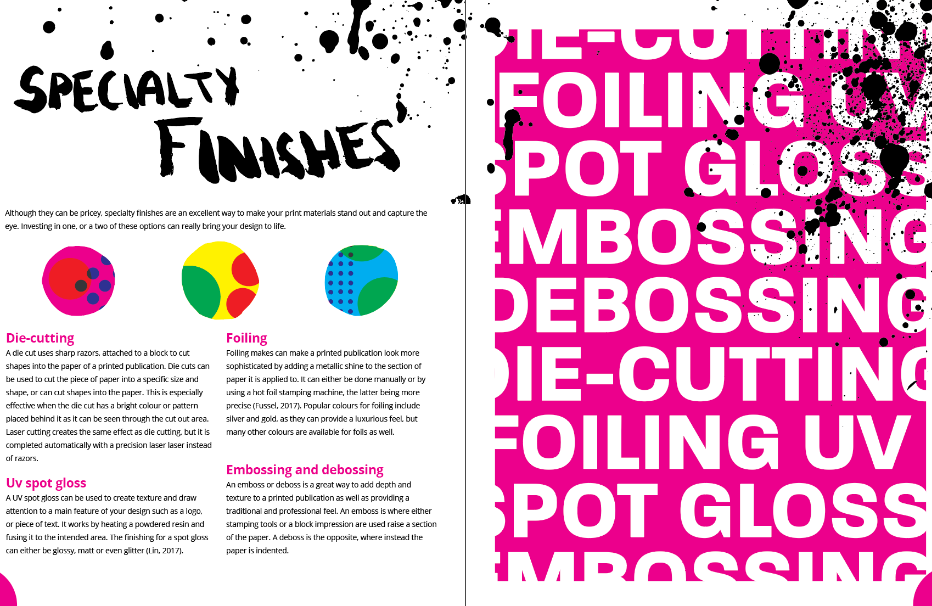 SPECIALTY
FINISHES
Although they can be pricey, specialty finishes are an excellent way to make your print materials stand out and capture the
eye. Investing in one, or a two of these options can really bring your design to life.
Die-cutting
A die cut uses sharp razors, attached to a block to cut
shapes into the paper of a printed publication. Die cuts can
be used to cut the piece of paper into a specific size and
shape, or can cut shapes into the paper. This is especially
effective when the die cut has a bright colour or pattern
placed behind it as it can be seen through the cut out area.
Laser cutting creates the same effect as die cutting, but it is
completed automatically with a precision laser laser instead
of razors.
Uv spot gloss
A UV spot gloss can be used to create texture and draw
attention to a main feature of your design such as a logo,
or piece of text. It works by heating a powdered resin and
fusing it to the intended area. The finishing for a spot gloss
can either be glossy, matt or even glitter (Lin, 2017).
Foiling
Foiling makes can make a printed publication look more
sophisticated by adding a metallic shine to the section of
paper it is applied to. It can either be done manually or by
using a hot foil stamping machine, the latter being more
precise (Tussel, 2017). Popular colours for foiling include
silver and gold, as they can provide a luxurious feel, but
many other colours are available for foils as well.
Embossing and debossing
An emboss or deboss is a great way to add depth and
texture to a printed publication as well as providing a
traditional and professional feel. An emboss is where either
stamping tools or a block impression are used raise a section
of the paper. A deboss is the opposite, where instead the
paper is indented.
DIE-CUTTING
FOILING UV
SPOT GLOSS
EMBOSSING
DEBOSSING
DIE-CUTTING
FOILING UV
SPOT GLOSS
EMBOSSING